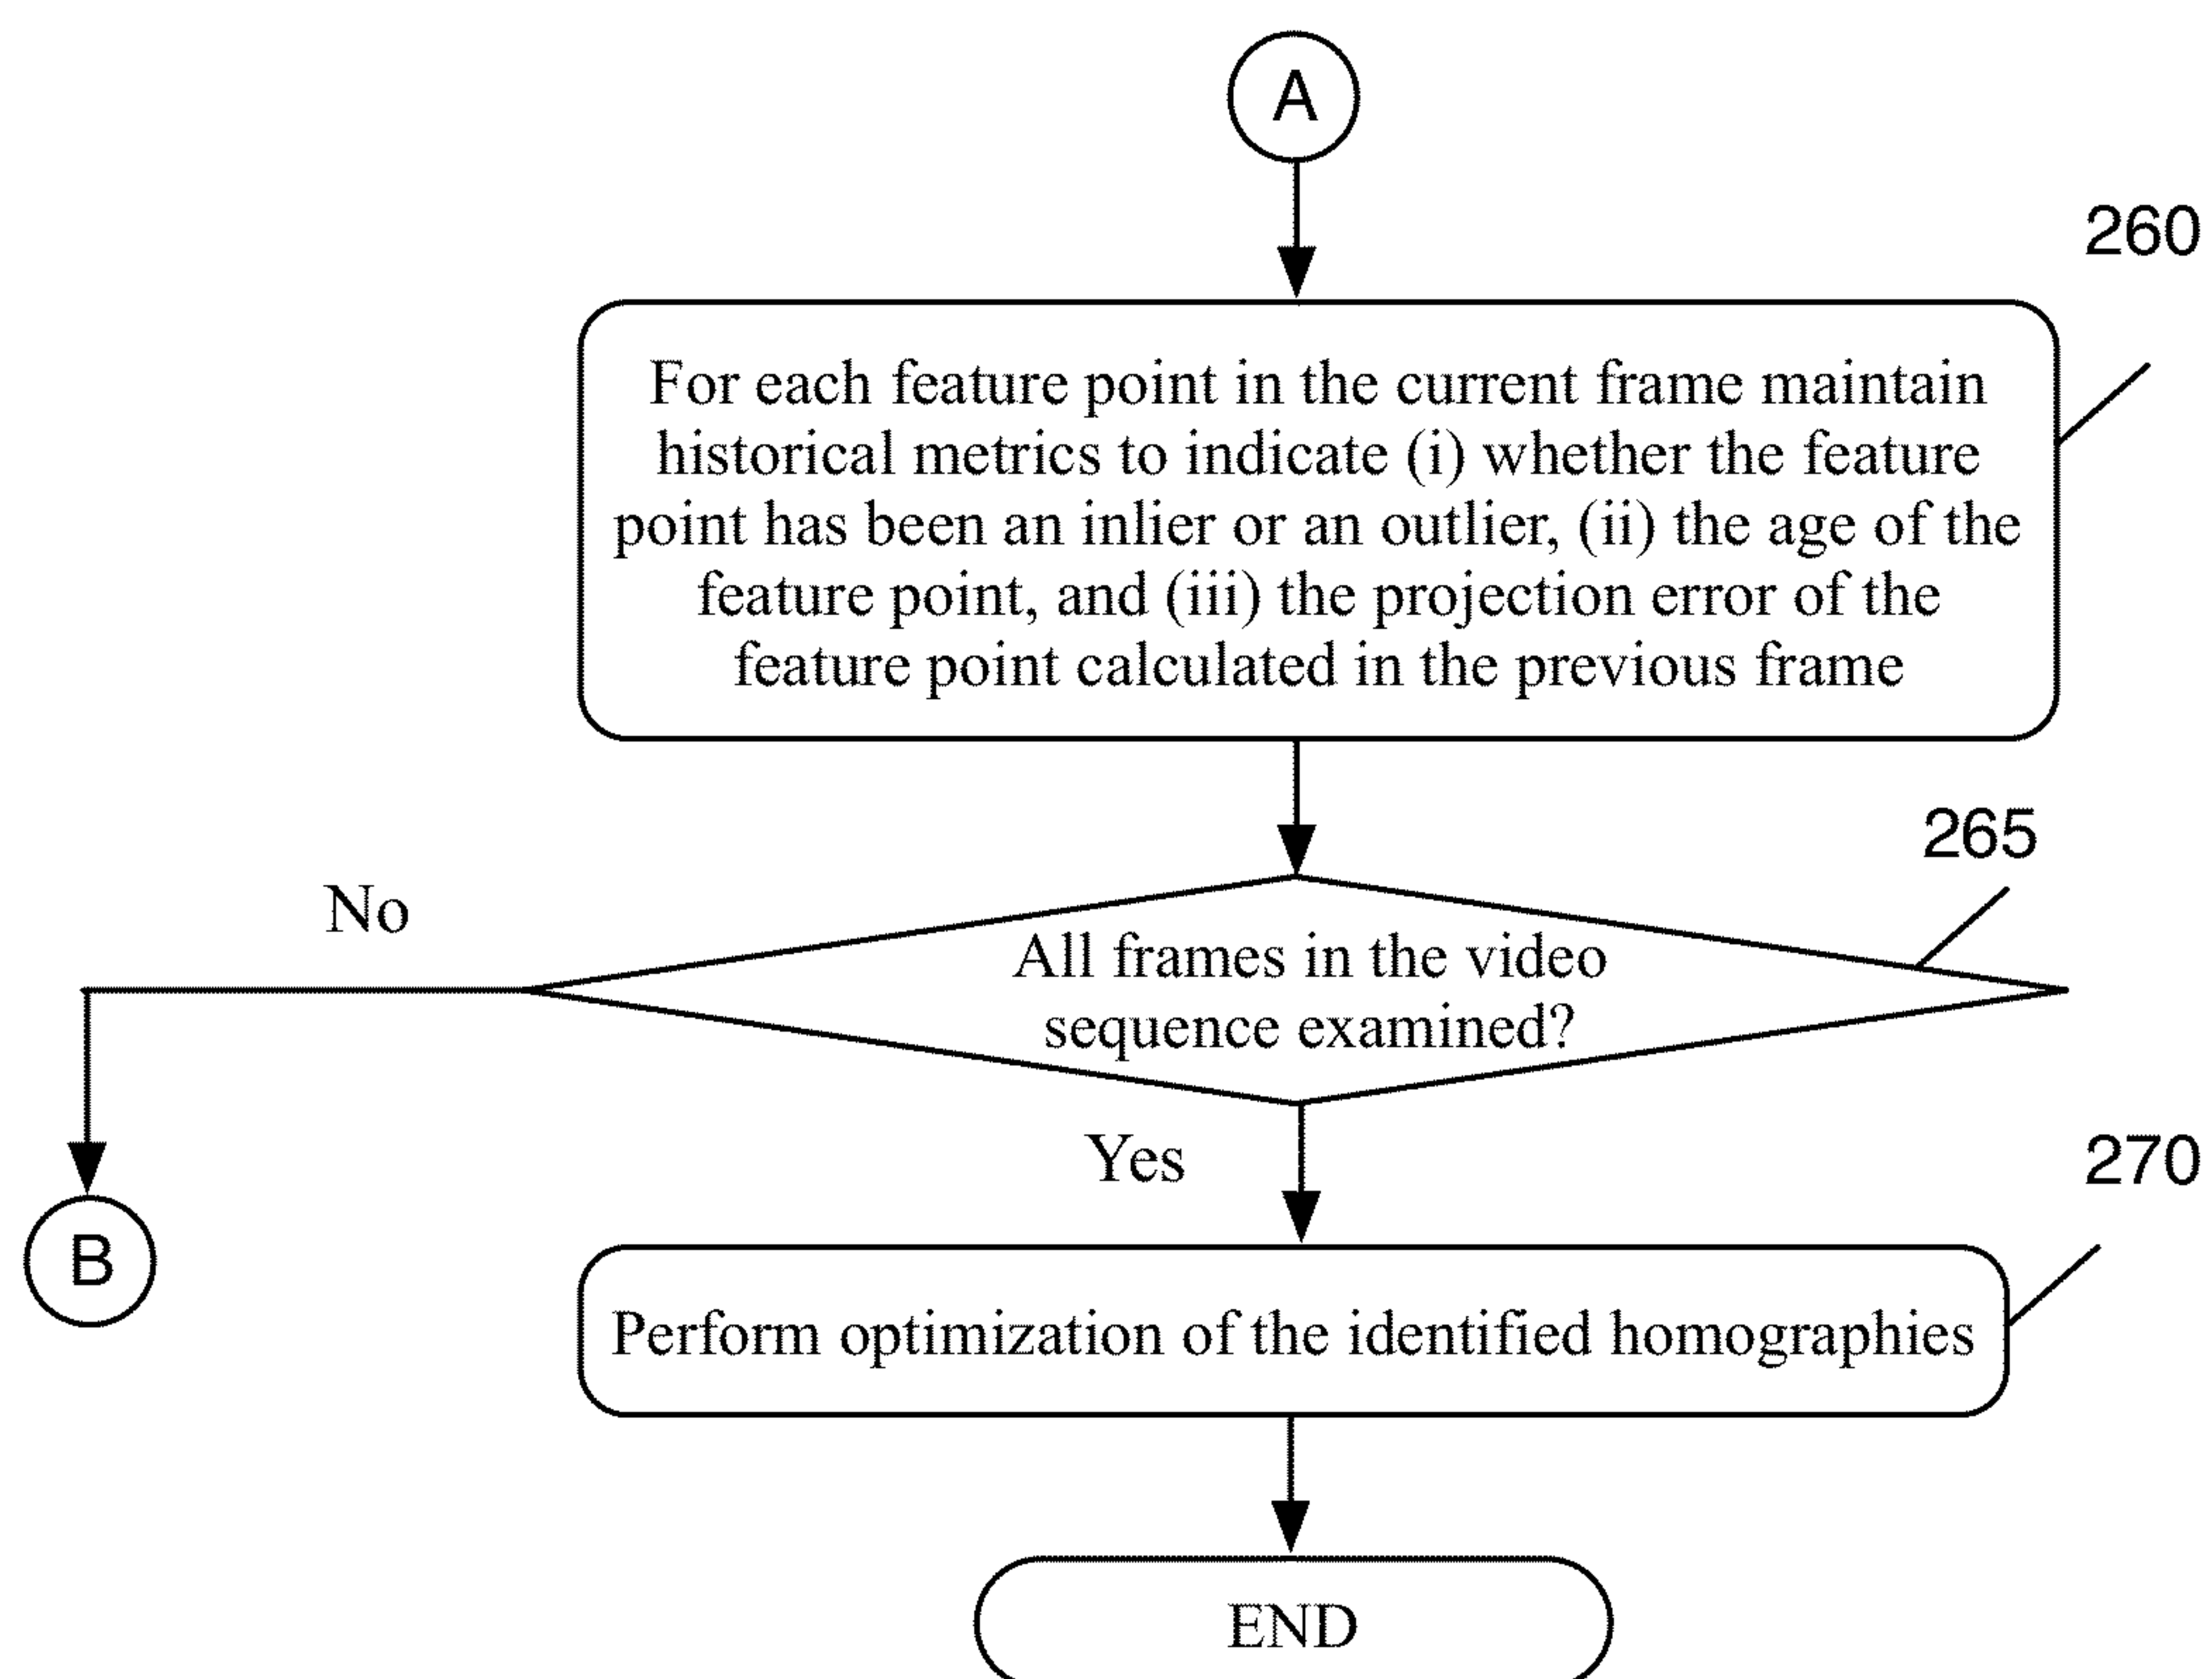 A
260
For each feature point in the current frame maintain
historical metrics to indicate (i) whether the feature
point has been an inlier or an outlier, (ii) the age of the
feature point, and (iii) the projection error of the
feature point calculated in the previous frame
265
No
All frames in the video
sequence examined?
Yes
270
B
Perform optimization of the identified homographies
END